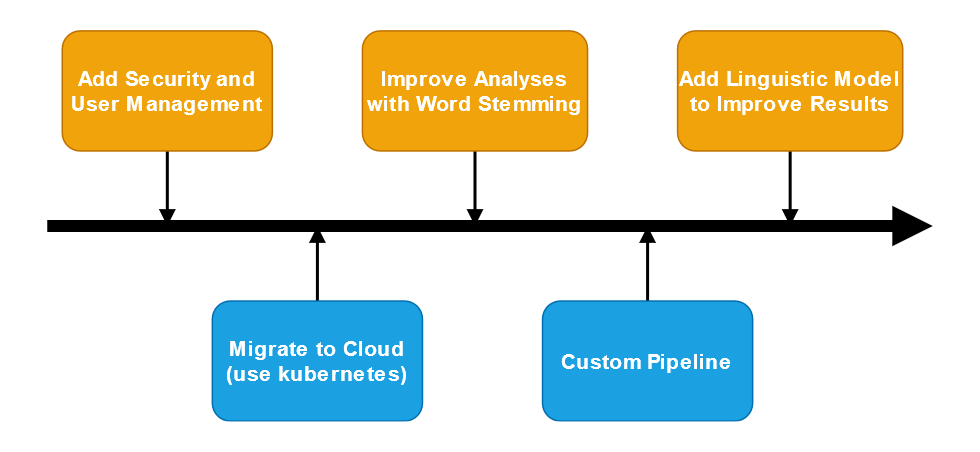 Add Security and
User Management
Improve Analyses
with Word Stemming
Add Linguistic Model
to Improve Results
Migrate to Cloud
(use kubernetes)
Custom Pipeline